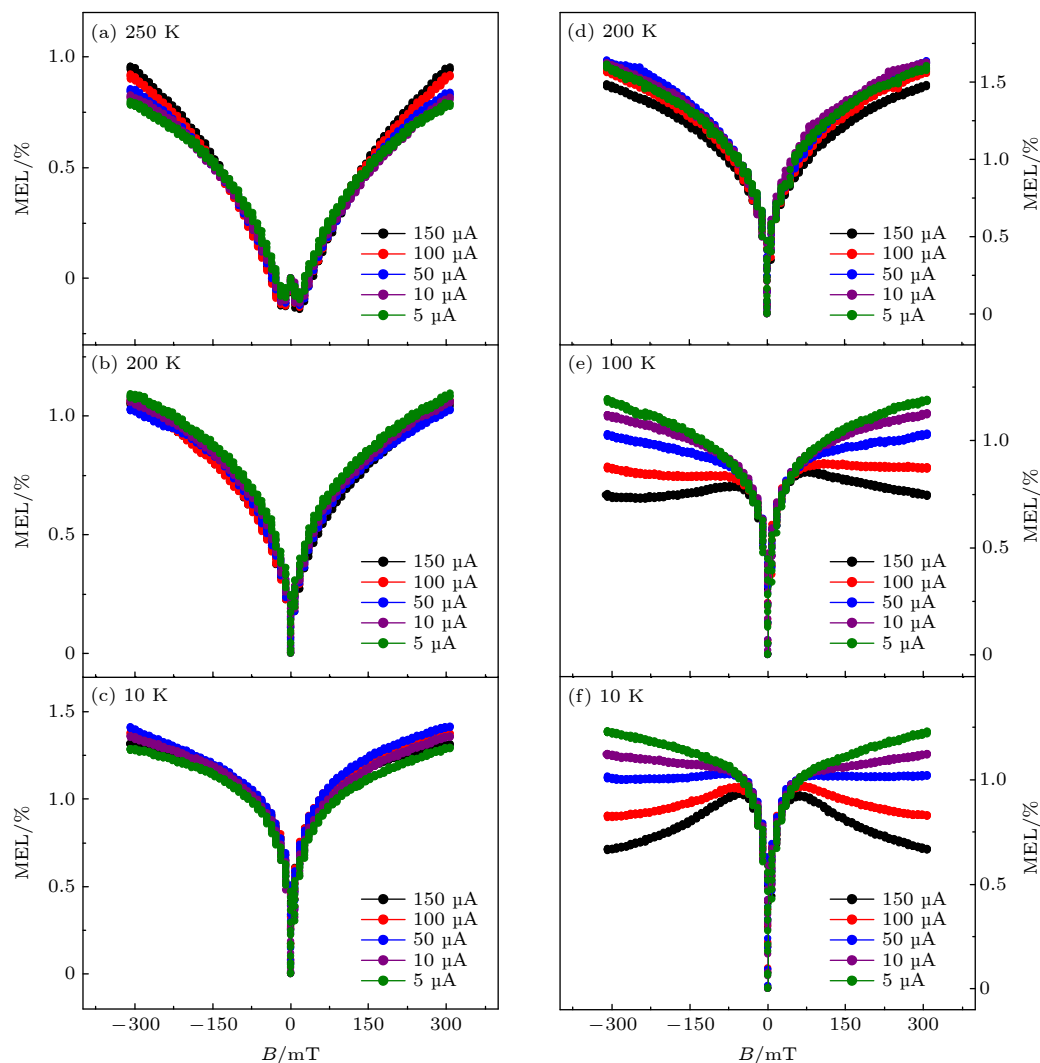 (a) 250 K
1.0
0.5
0
MEL/%
150 µA
100 µA
50 µA
10 µA
5 µA
(b) 200 K
1.0
0.5
0
MEL/%
150 µA
100 µA
50 µA
10 µA
5 µA
(c) 10 K
1.5
1.0
0.5
0
MEL/%
150 µA
100 µA
50 µA
10 µA
5 µA
−300
−150
0
150
300
B/mT
(d) 200 K
1.5
1.0
0.5
0
MEL/%
150 µA
100 µA
50 µA
10 µA
5 µA
(e) 100 K
1.0
0.5
0
MEL/%
150 µA
100 µA
50 µA
10 µA
5 µA
(f) 10 K
1.0
0.5
0
MEL/%
150 µA
100 µA
50 µA
10 µA
5 µA
−300
−150
0
150
300
B/mT